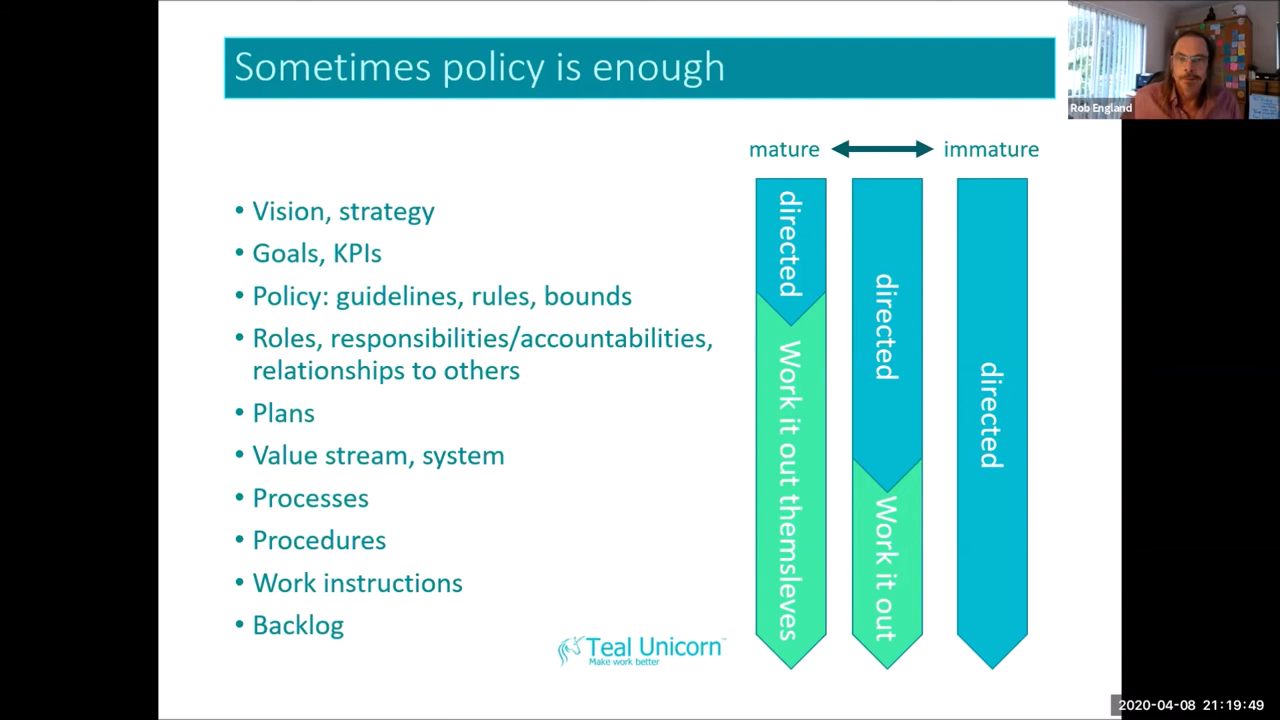 Sometimes policy is enough
Rob England
mature
immature
• Vision, strategy
• Goals, KPIs
• Policy: guidelines, rules, bounds
• Roles, responsibilities/accountabilities,
relationships to others
• Plans
• Value stream, system
• Processes
• Procedures
• Work instructions
• Backlog
directed
Work it out themsleves
directed
Work it out
directed
Teal Unicorn™
Make work better
2020-04-08 21:19:49